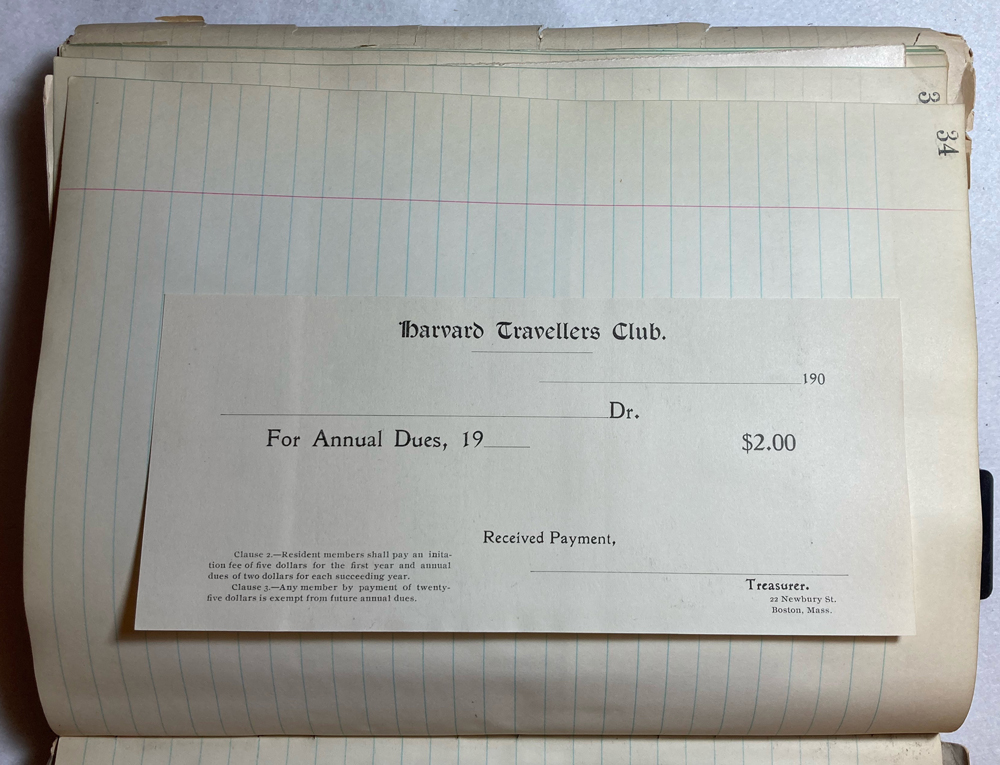 3
34
Harvard Travellers Club.
190
Dr.
For Annual Dues, 19
$2.00
Received Payment,
Clause 2.—Resident members shall pay an inita-
tion fee of five dollars for the first year and annual
dues of two dollars for each succeeding year.
Clause 3.—Any member by payment of twenty-
five dollars is exempt from future annual dues.
Treasurer.
22 Newbury St.
Boston, Mass.